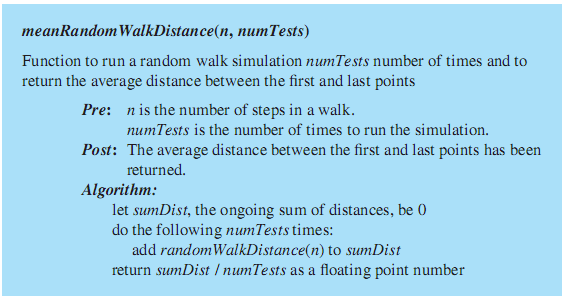 meanRandomWalkDistance(n, numTests)
Function to run a random walk simulation numTests number of times and to
return the average distance between the first and last points
Pre: n is the number of steps in a walk.
numTests is the number of times to run the simulation.
Post: The average distance between the first and last points has been
returned.
Algorithm:
let sumDist, the ongoing sum of distances, be 0
do the following numTests times:
add randomWalkDistance(n) to sumDist
return sumDist / numTests as a floating point number